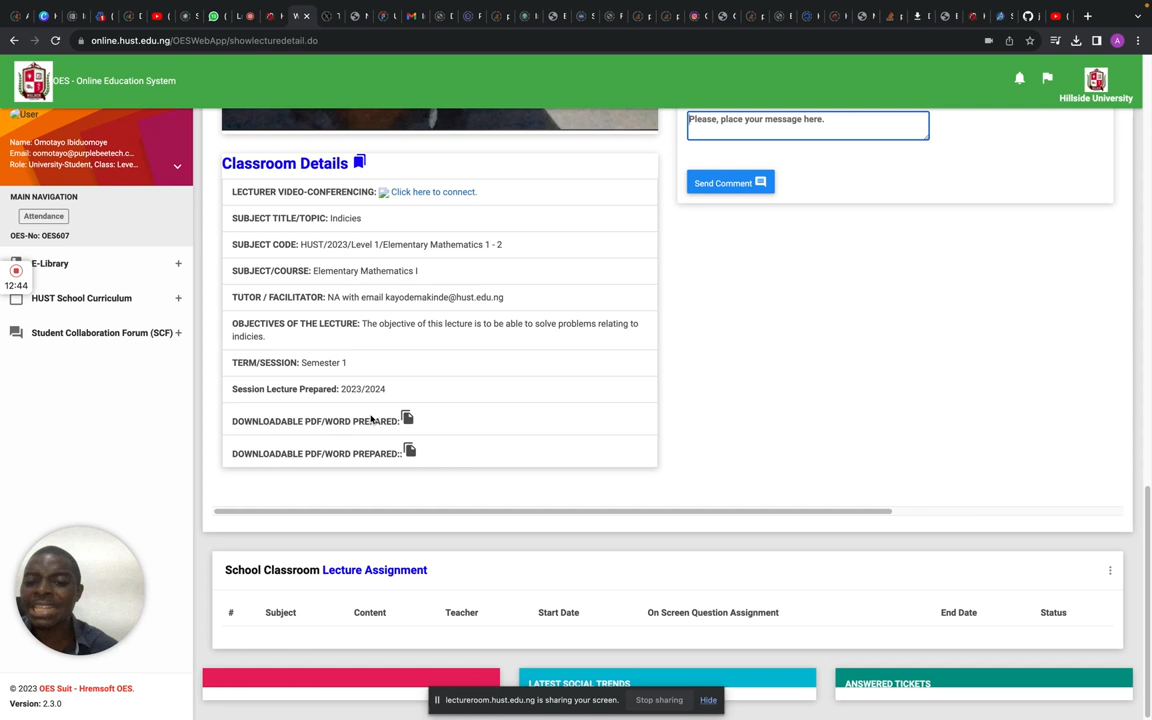 online.hust.edu.ng/OESWebApp/showlecturedetail.do
OES - Online Education System
Hillside University
User
Name: Omotayo Ibiduomoye
Email: oomotayo@purplebeetech.c...
Role: University-Student, Class: Leve...
MAIN NAVIGATION
Attendance
OES-No: OES607
E-Library
12:44
HUST School Curriculum
Student Collaboration Forum (SCF)
Please, place your message here.
Send Comment
Classroom Details
LECTURER VIDEO-CONFERENCING: Click here to connect.
SUBJECT TITLE/TOPIC: Indicies
SUBJECT CODE: HUST/2023/Level 1/Elementary Mathematics 1 - 2
SUBJECT/COURSE: Elementary Mathematics I
TUTOR / FACILITATOR: NA with email kayodemakinde@hust.edu.ng
OBJECTIVES OF THE LECTURE: The objective of this lecture is to be able to solve problems relating to
indicies.
TERM/SESSION: Semester 1
Session Lecture Prepared: 2023/2024
DOWNLOADABLE PDF/WORD PREPARED:
DOWNLOADABLE PDF/WORD PREPARED::
School Classroom Lecture Assignment
# Subject Content Teacher Start Date On Screen Question Assignment End Date Status
LATEST SOCIAL TRENDS
ANSWERED TICKETS
lectureroom.hust.edu.ng is sharing your screen. Stop sharing Hide
© 2023 OES Suit - Hremsoft OES.
Version: 2.3.0